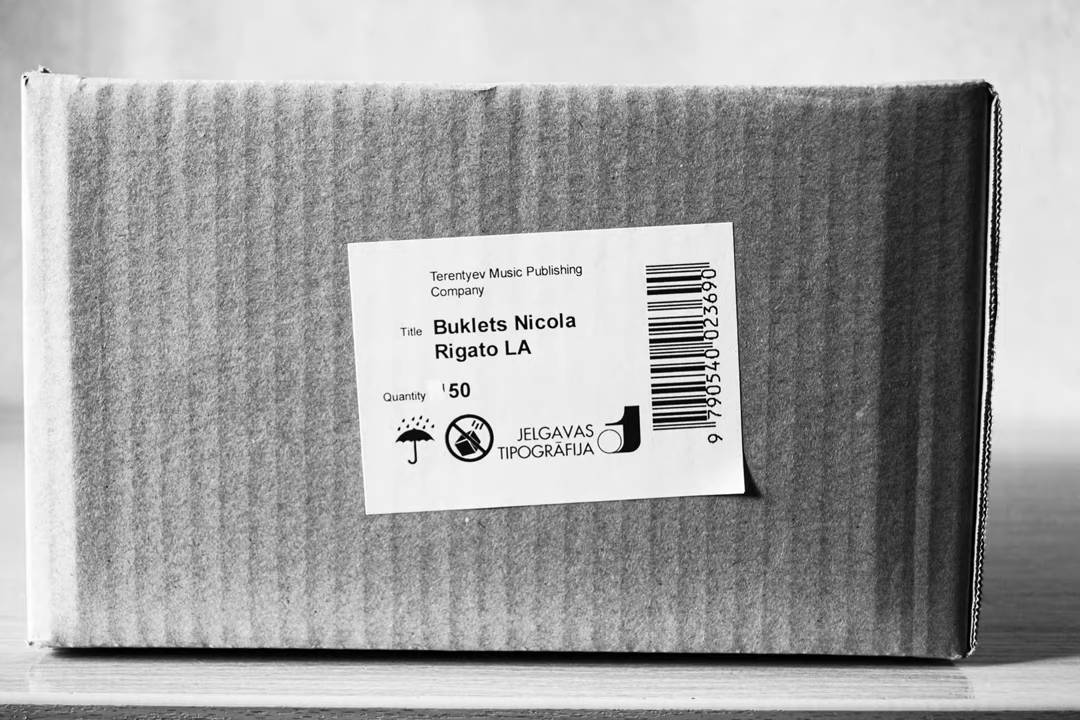 Terentyev Music Publishing
Company
Title Buklets Nicola
Rigato LA
Quantity 50
JELGAVAS
TIPOGRĀFIJA
9 790540 023690